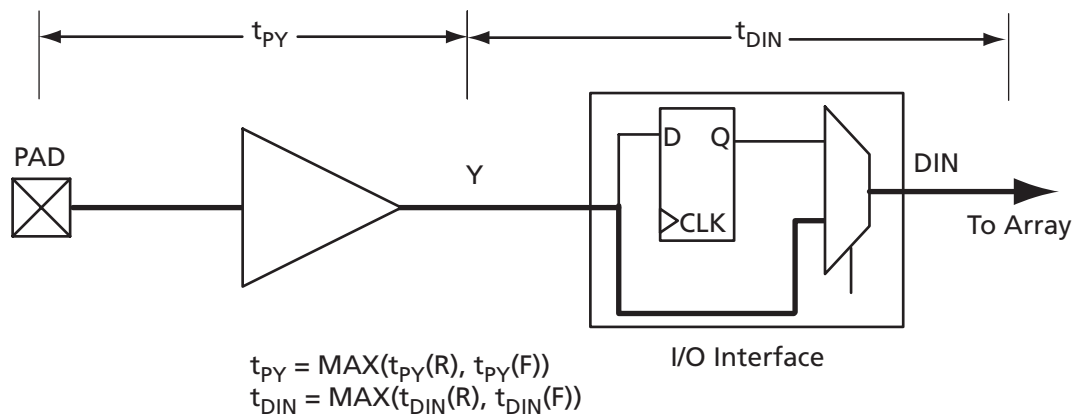 tPY
tDIN
PAD
Y
D Q
CLK
DIN
To Array
I/O Interface
tPY = MAX(tPY(R), tPY(F))
tDIN = MAX(tDIN(R), tDIN(F))